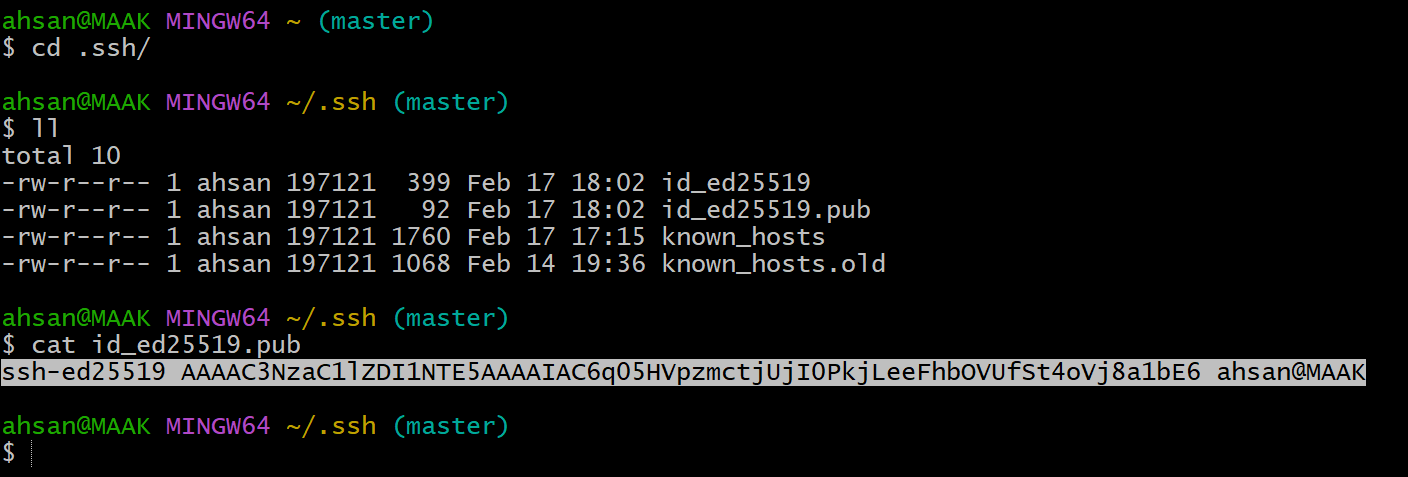 ahsan@MAAK MINGW64 ~ (master)
$ cd .ssh/
ahsan@MAAK MINGW64 ~/.ssh (master)
$ ll
total 10
-rw-r--r-- 1 ahsan 197121  399 Feb 17 18:02 id_ed25519
-rw-r--r-- 1 ahsan 197121   92 Feb 17 18:02 id_ed25519.pub
-rw-r--r-- 1 ahsan 197121 1760 Feb 17 17:15 known_hosts
-rw-r--r-- 1 ahsan 197121 1068 Feb 14 19:36 known_hosts.old
ahsan@MAAK MINGW64 ~/.ssh (master)
$ cat id_ed25519.pub
ssh-ed25519 AAAAC3NzaC1lZDI1NTE5AAAAIAC6qO5HVpzmctjUjI0PkjLeeFhbOVUfSt4oVj8a1bE6 ahsan@MAAK
ahsan@MAAK MINGW64 ~/.ssh (master)
$